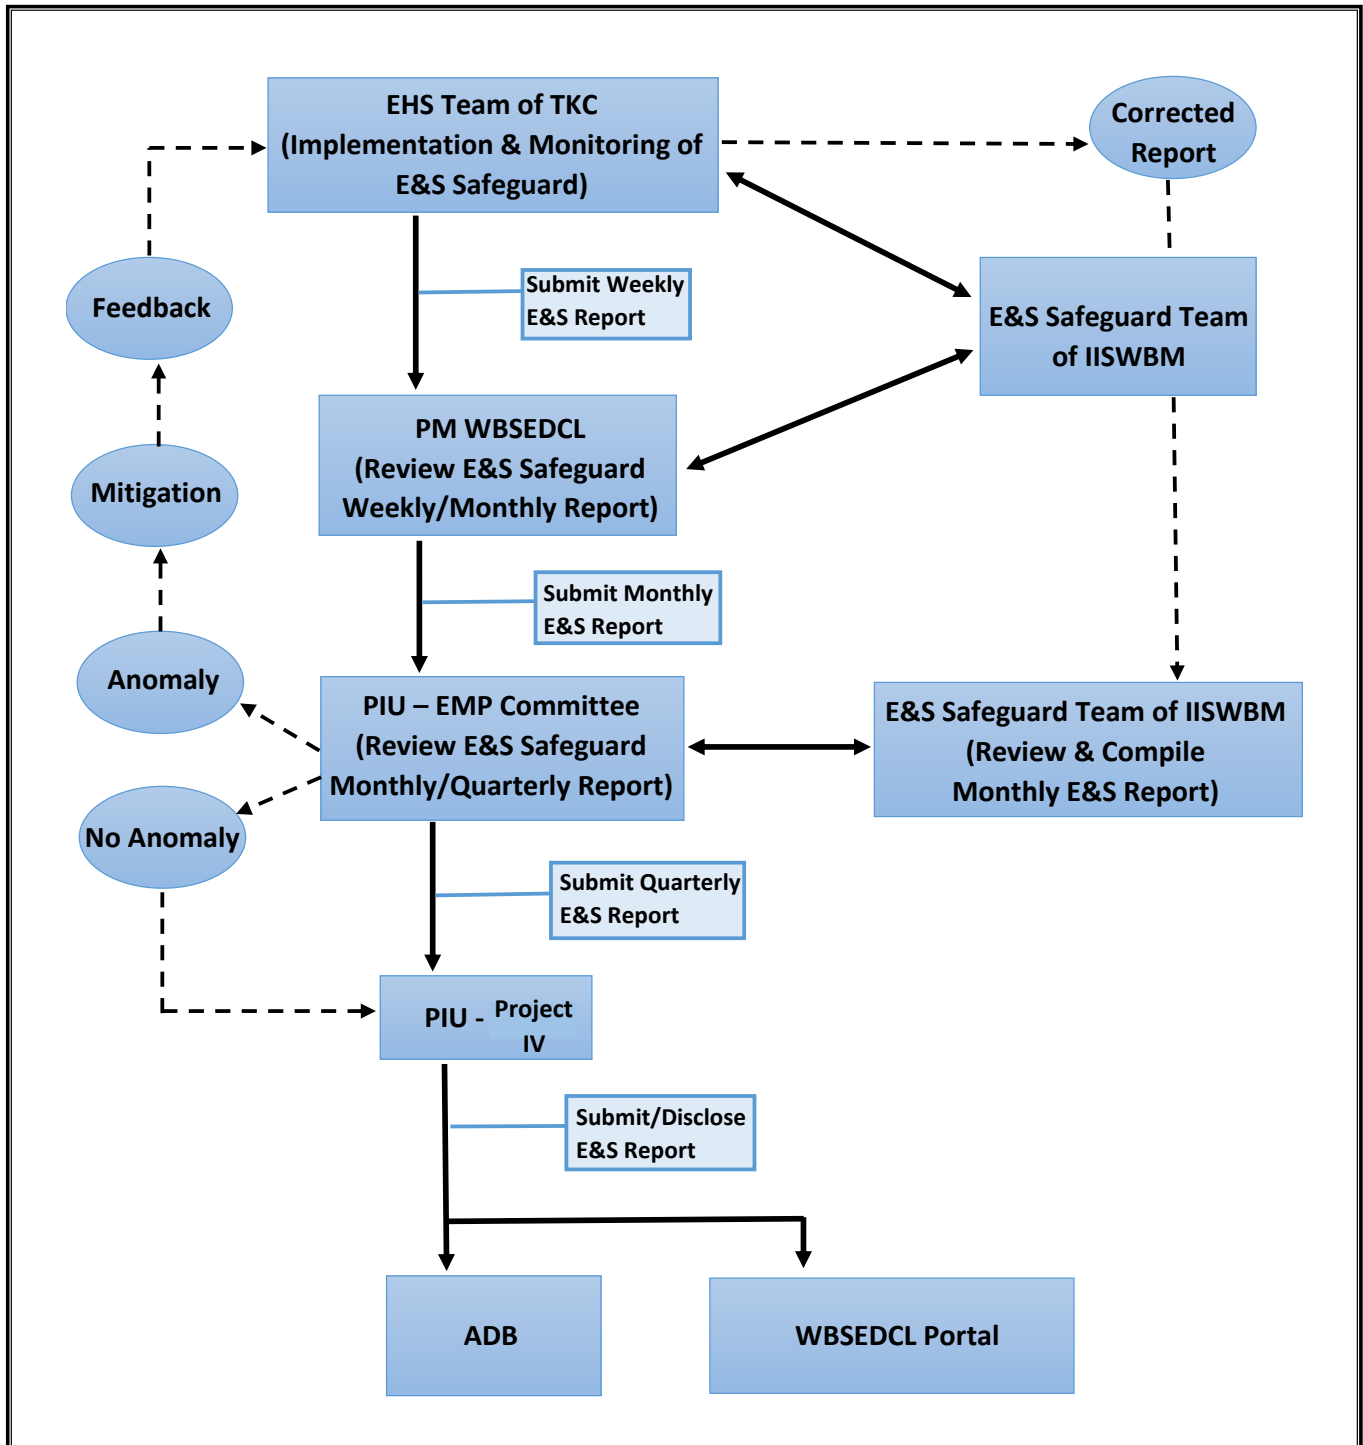 EHS Team of TKC
(Implementation & Monitoring of
E&S Safeguard)
Corrected
Report
Feedback
Submit Weekly
E&S Report
E&S Safeguard Team
of IISWBM
PM WBSEDCL
(Review E&S Safeguard
Weekly/Monthly Report)
Mitigation
Submit Monthly
E&S Report
Anomaly
PIU – EMP Committee
(Review E&S Safeguard
Monthly/Quarterly Report)
E&S Safeguard Team of IISWBM
(Review & Compile
Monthly E&S Report)
No Anomaly
Submit Quarterly
E&S Report
PIU - Project
IV
Submit/Disclose
E&S Report
ADB
WBSEDCL Portal